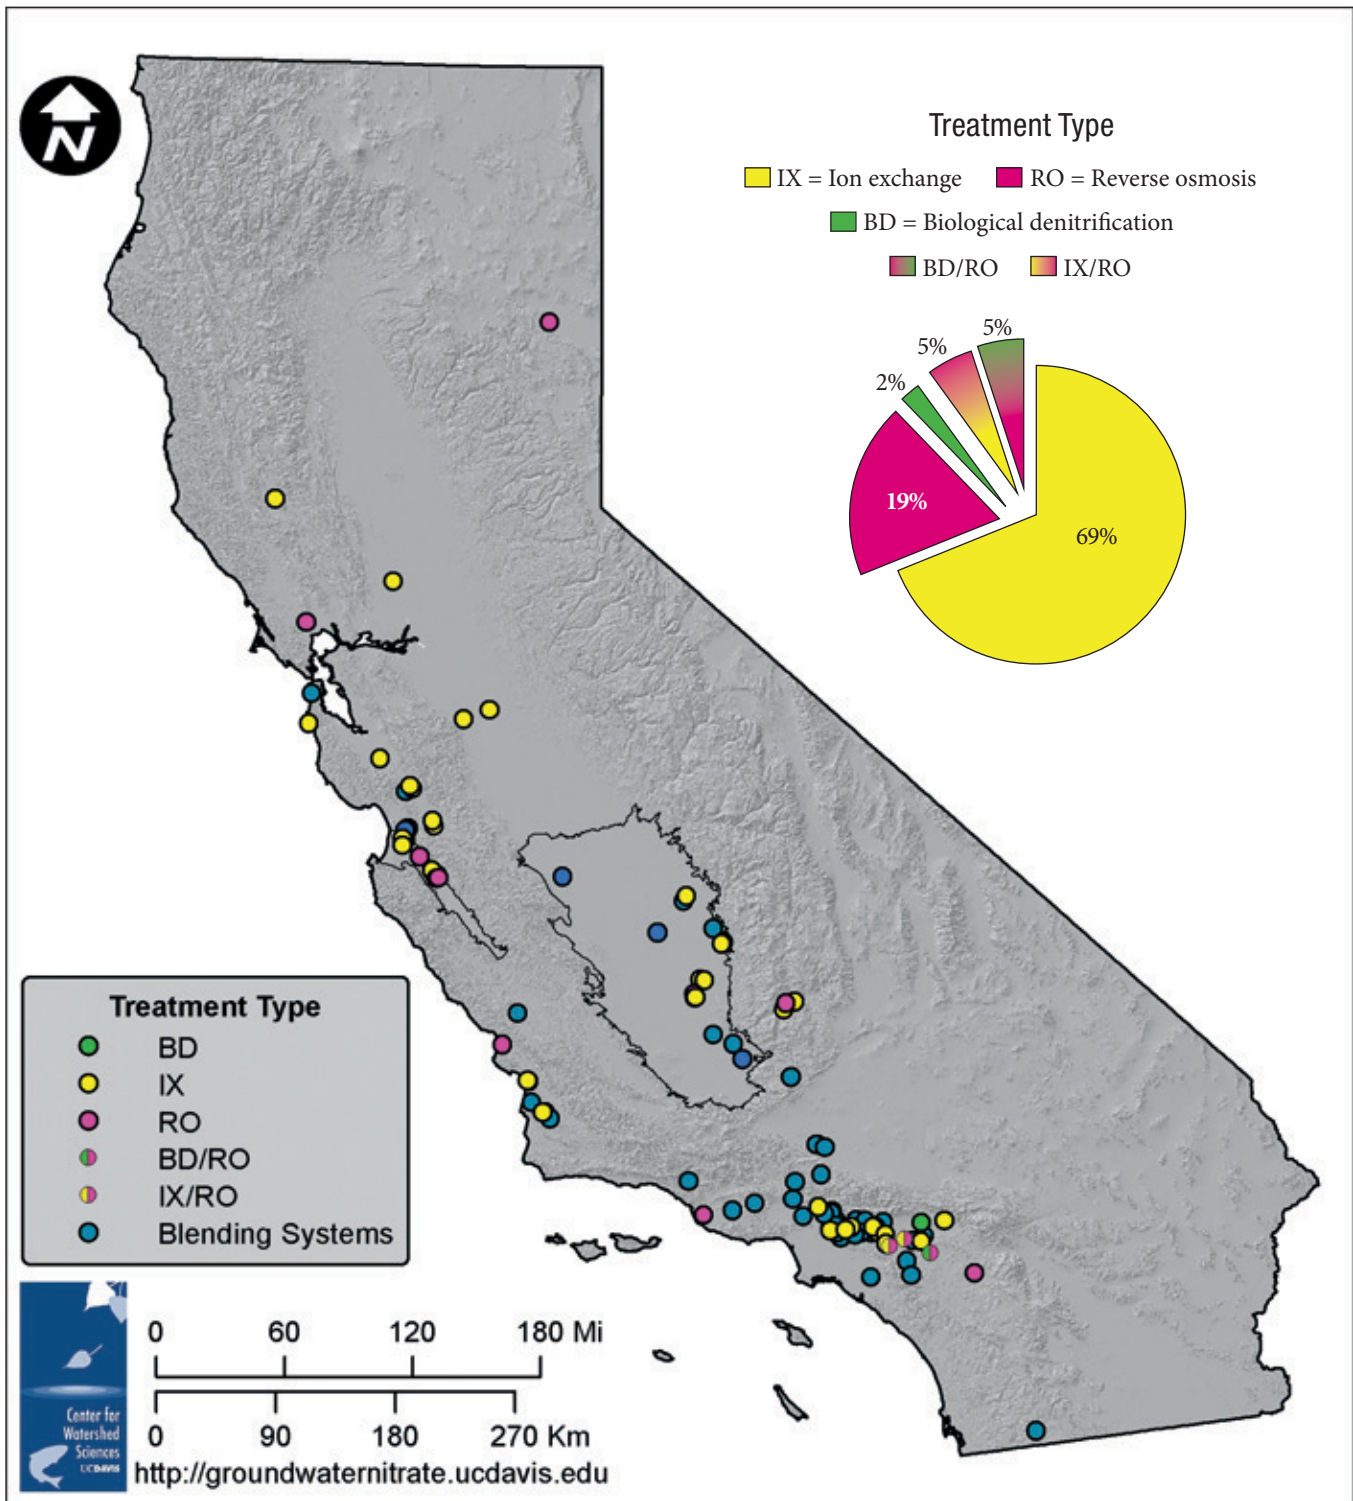 N
Treatment Type
IX = Ion exchange
RO = Reverse osmosis
BD = Biological denitrification
BD/RO
IX/RO
5%
5%
2%
19%
69%
Treatment Type
BD
IX
RO
BD/RO
IX/RO
Blending Systems
Center for
Watershed
Sciences
UCDAVIS
0 60 120 180 Mi
0 90 180 270 Km
http://groundwaternitrate.ucdavis.edu